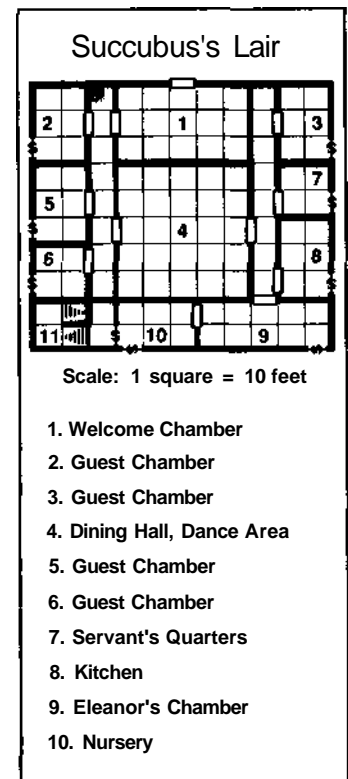 Succubus's Lair
2 1 3
7
5
4
6 8
11 10 9
S S S S S S S S S
Scale: 1 square = 10 feet
1. Welcome Chamber
2. Guest Chamber
3. Guest Chamber
4. Dining Hall, Dance Area
5. Guest Chamber
6. Guest Chamber
7. Servant's Quarters
8. Kitchen
9. Eleanor's Chamber
10. Nursery